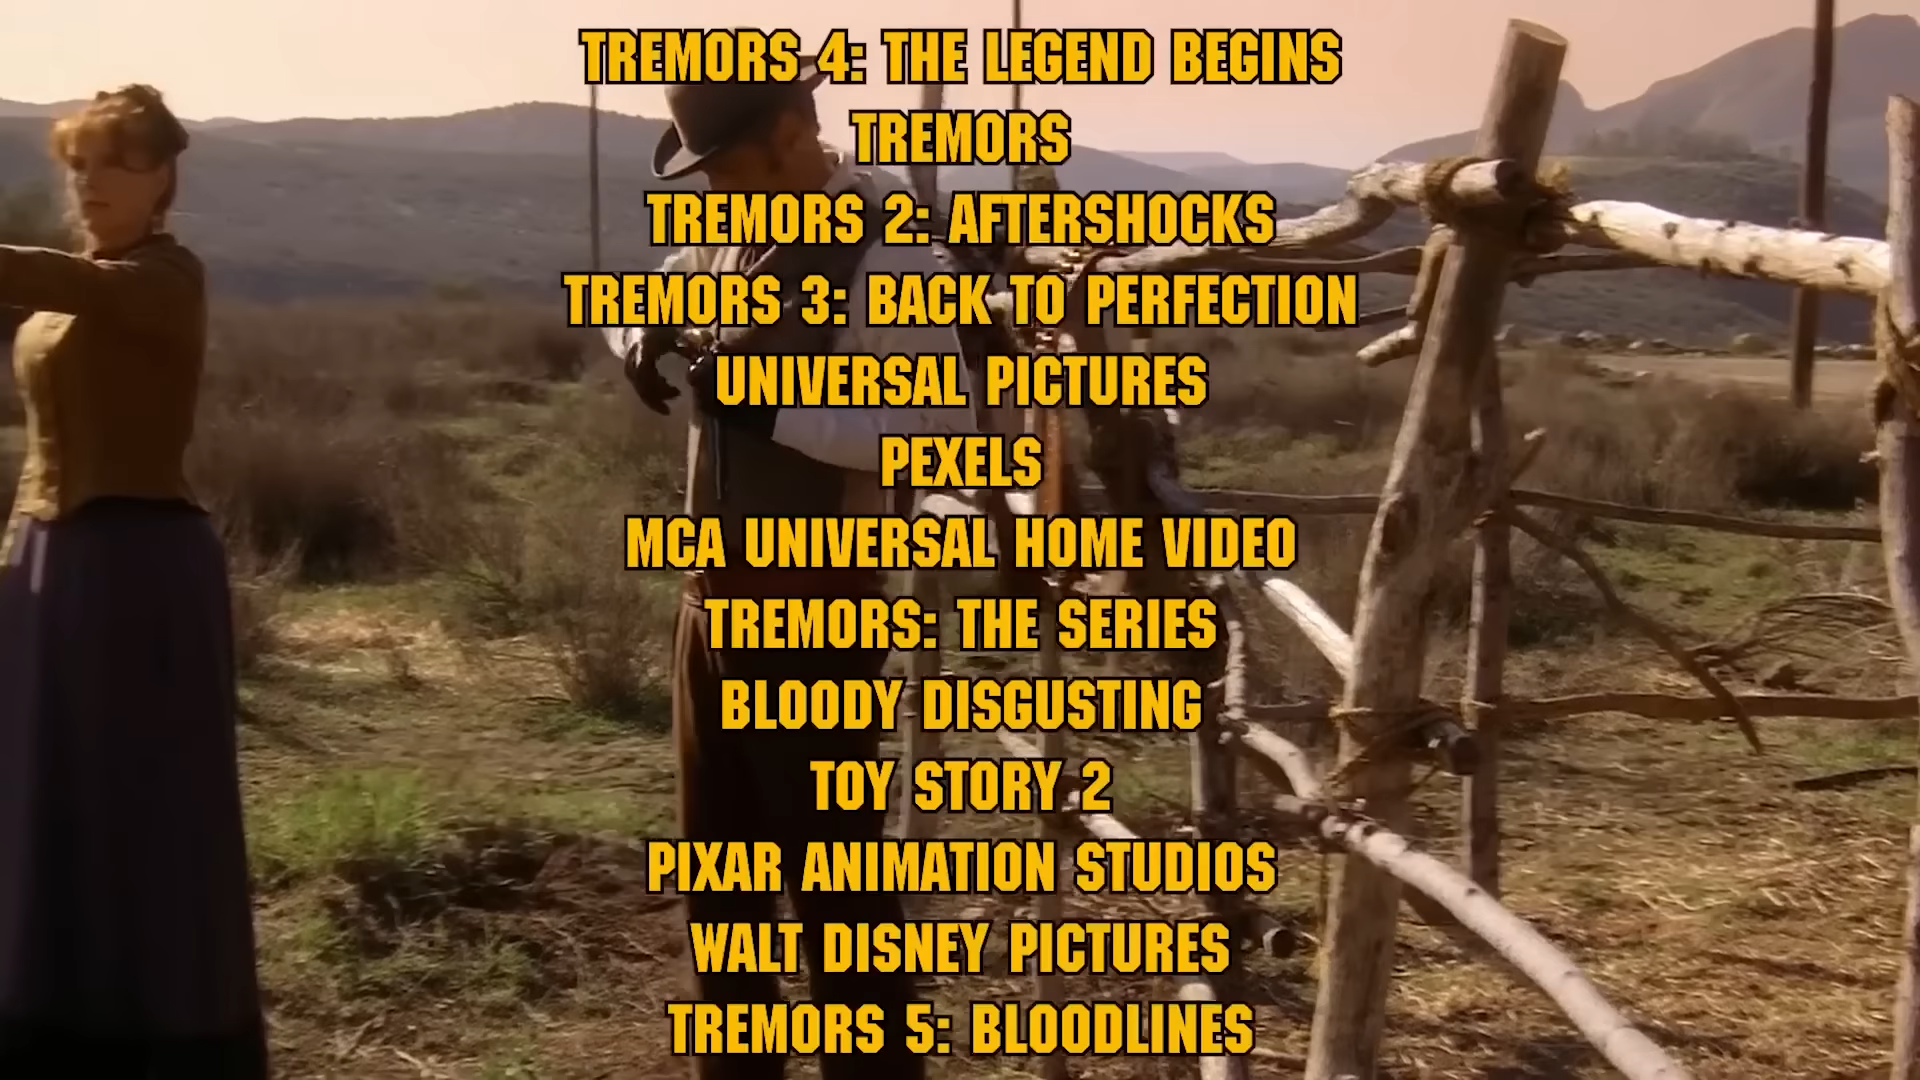 TREMORS 4: THE LEGEND BEGINS
TREMORS
TREMORS 2: AFTERSHOCKS
TREMORS 3: BACK TO PERFECTION
UNIVERSAL PICTURES
PEXELS
MCA UNIVERSAL HOME VIDEO
TREMORS: THE SERIES
BLOODY DISGUSTING
TOY STORY 2
PIXAR ANIMATION STUDIOS
WALT DISNEY PICTURES
TREMORS 5: BLOODLINES